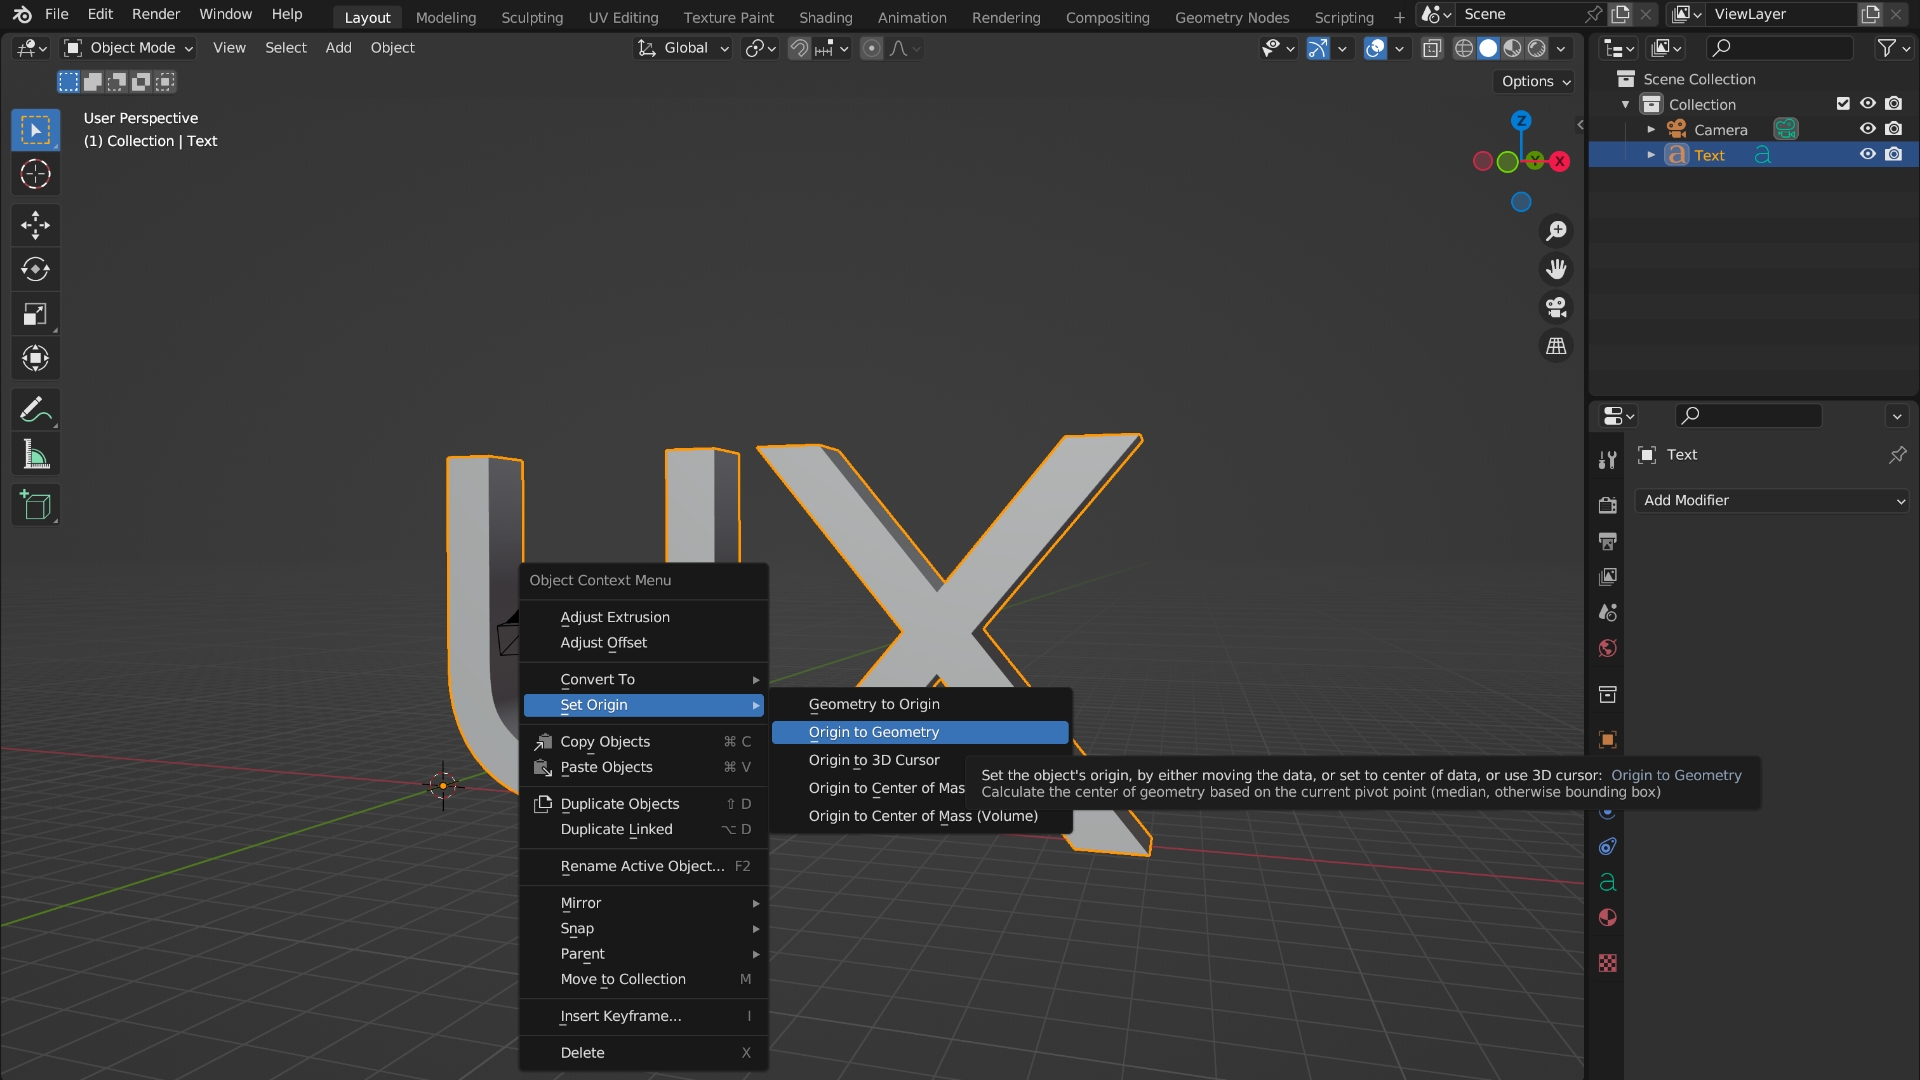 File Edit Render Window Help Layout Modeling Sculpting UV Editing Texture Paint Shading Animation Rendering Compositing Geometry Nodes Scripting + Scene ViewLayer
Object Mode View Select Add Object Global
Options
User Perspective
(1) Collection | Text
Z
Y
X
Scene Collection
Collection
Camera
Text
Text
Add Modifier
UX
Object Context Menu
Adjust Extrusion
Adjust Offset
Convert To
Set Origin
Copy Objects ⌘ C
Paste Objects ⌘ V
Duplicate Objects ⇧ D
Duplicate Linked ⌥ D
Rename Active Object... F2
Mirror
Snap
Parent
Move to Collection M
Insert Keyframe... I
Delete X
Geometry to Origin
Origin to Geometry
Origin to 3D Cursor
Origin to Center of Mas
Origin to Center of Mass (Volume)
Set the object's origin, by either moving the data, or set to center of data, or use 3D cursor: Origin to Geometry
Calculate the center of geometry based on the current pivot point (median, otherwise bounding box)